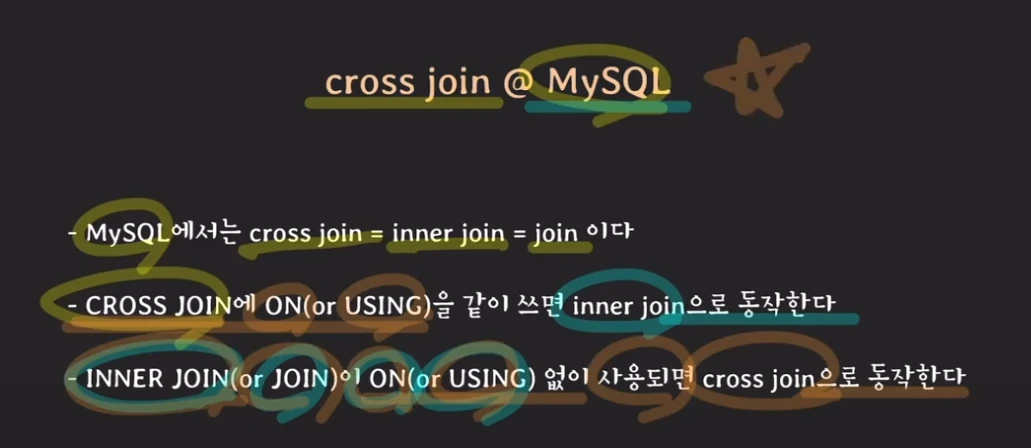 cross join @ MySQL
- MySQL에서는 cross join = inner join = join 이다
- CROSS JOIN에 ON(or USING)을 같이 쓰면 inner join으로 동작한다
- INNER JOIN(or JOIN)이 ON(or USING) 없이 사용되면 cross join으로 동작한다